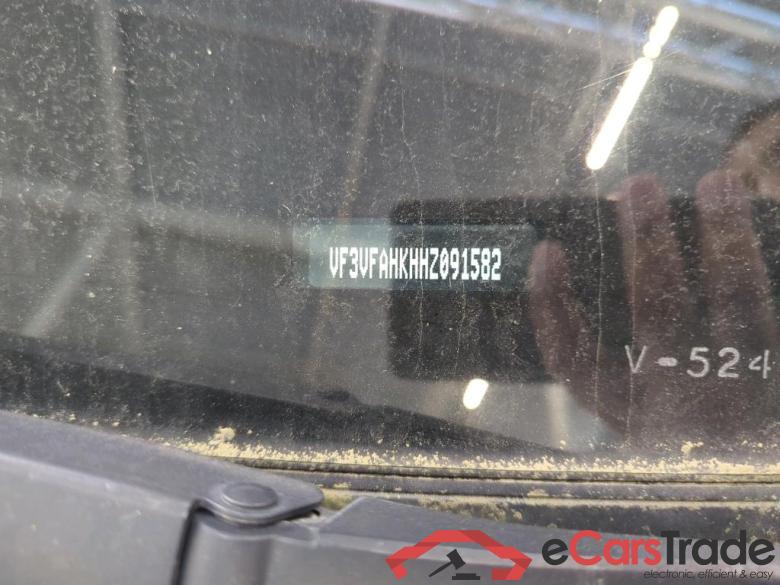 VF3VFAHKHHZ091582
V-524
eCarsTrade
electronic, efficient & easy